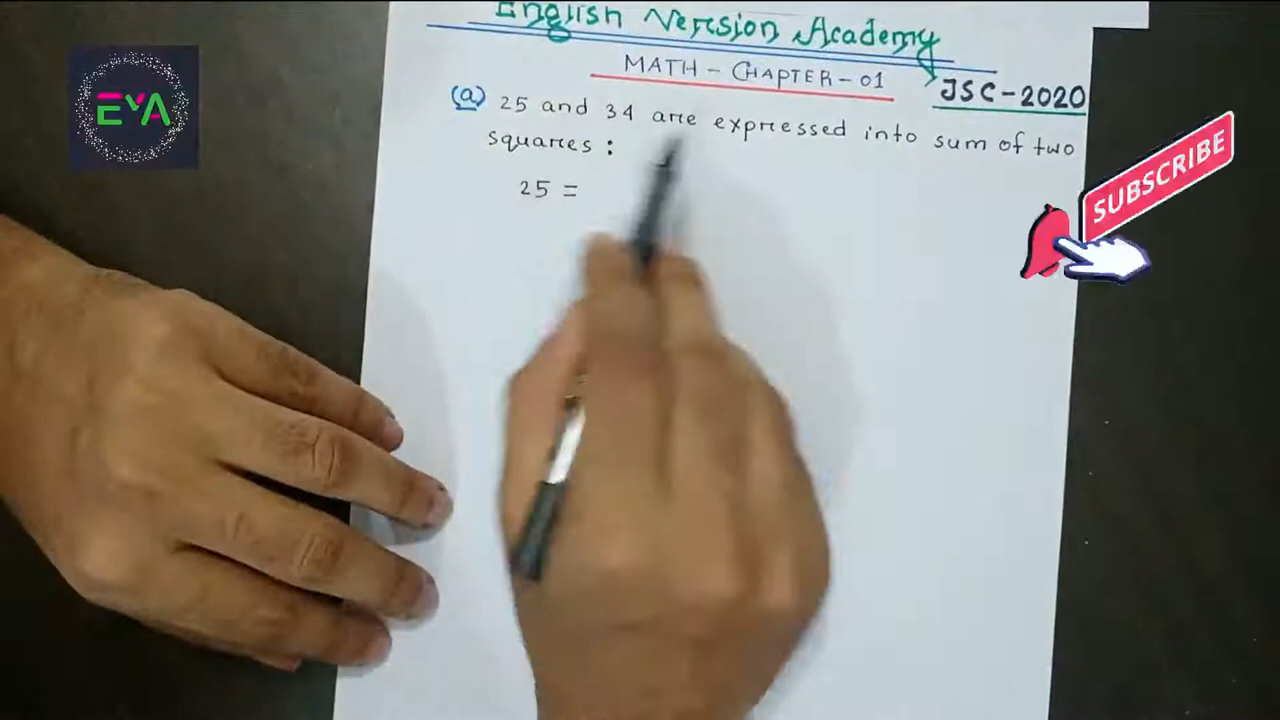 English Version Academy
EYA
MATH - CHAPTER - 01
JSC - 2020
(a) 25 and 34 are expressed into sum of two
squares :
25 =
SUBSCRIBE